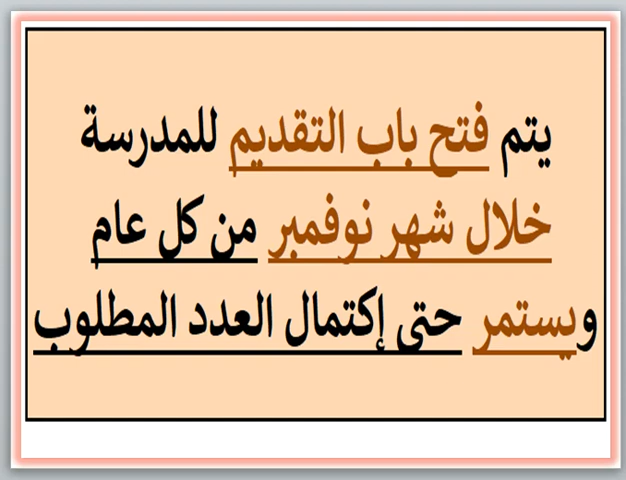 يتم فتح باب التقديم للمدرسة
خلال شهر نوفمبر من كل عام
ويستمر حتى إكتمال العدد المطلوب